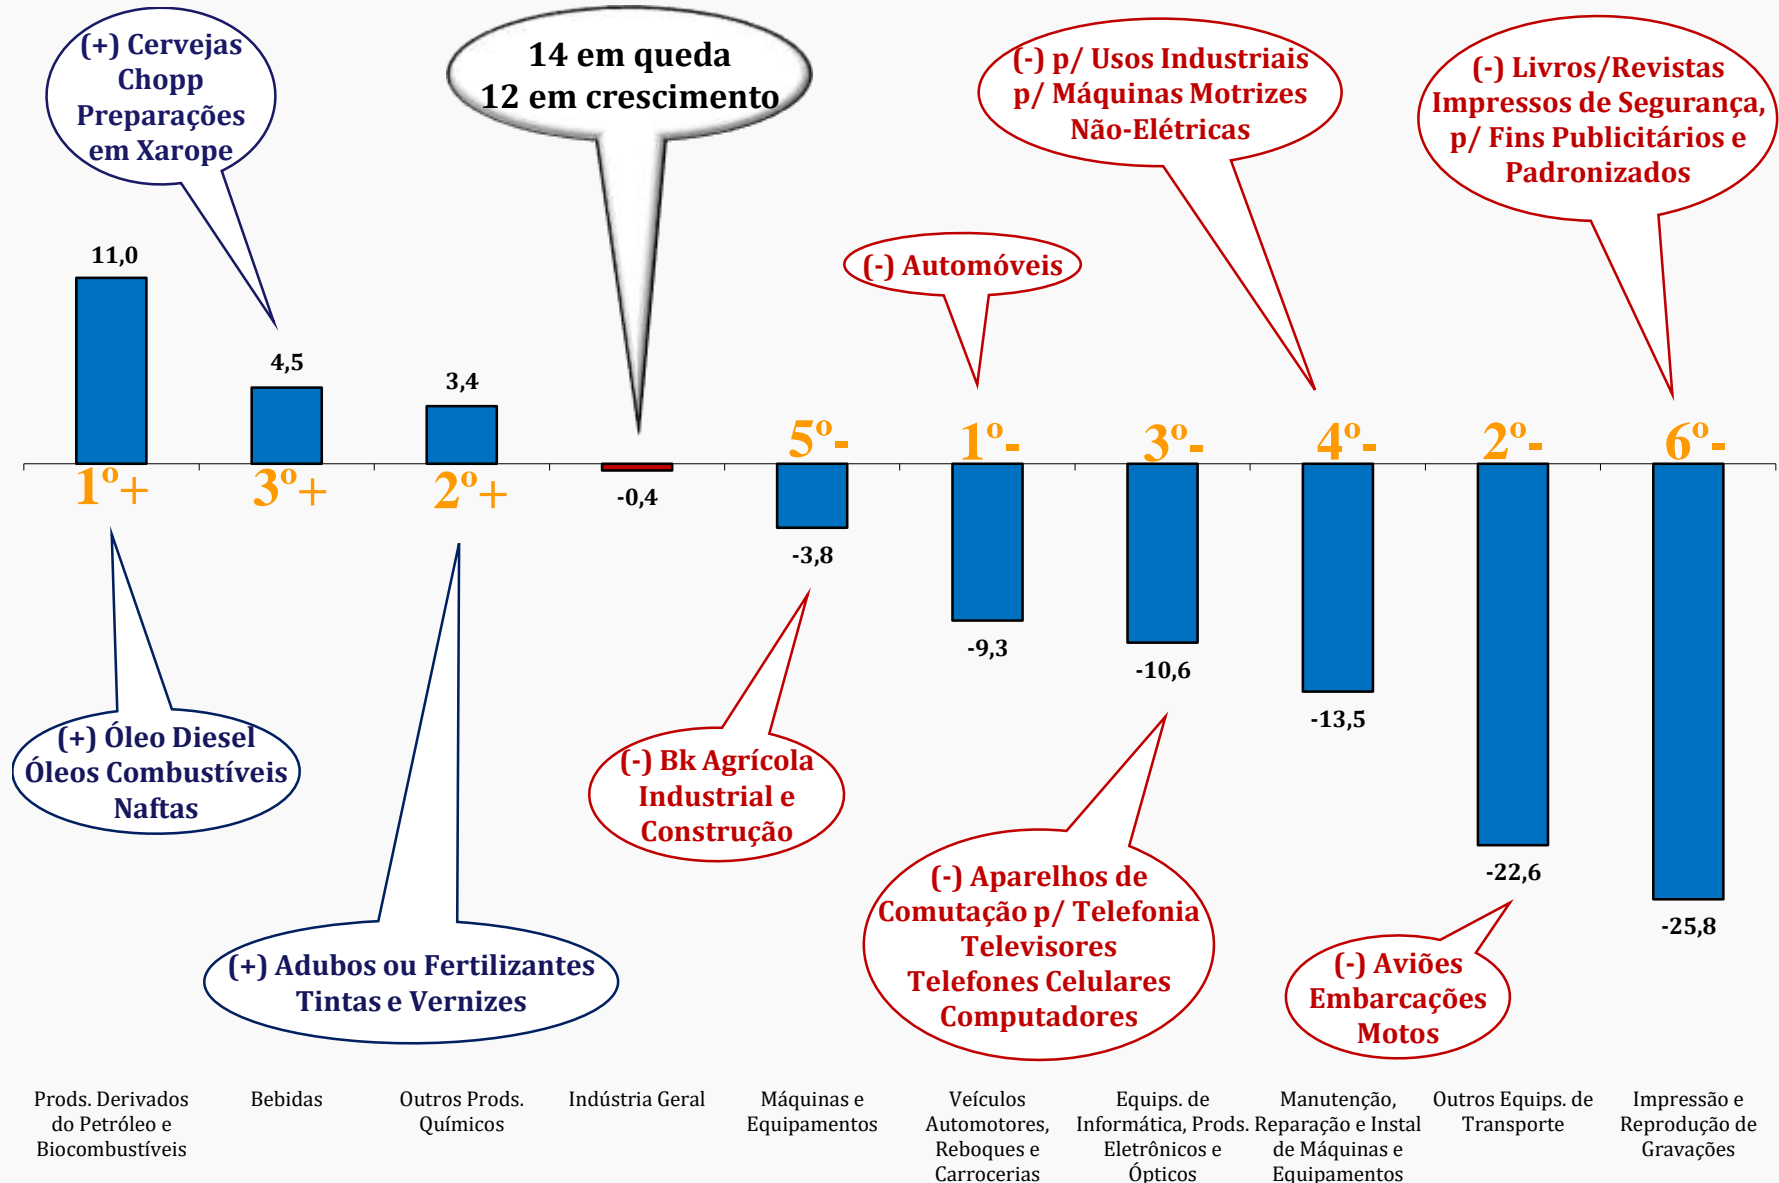 (+) Cervejas
Chopp
Preparações
em Xarope
14 em queda
12 em crescimento
(-) p/ Usos Industriais
p/ Máquinas Motrizes
Não-Elétricas
(-) Livros/Revistas
Impressos de Segurança,
p/ Fins Publicitários e
Padronizados
(-) Automóveis
11,0
4,5
3,4
-0,4
-3,8
-9,3
-10,6
-13,5
-22,6
-25,8
1º+
3º+
2º+
5º-
1º-
3º-
4º-
2º-
6º-
(+) Óleo Diesel
Óleos Combustíveis
Naftas
(+) Adubos ou Fertilizantes
Tintas e Vernizes
(-) Bk Agrícola
Industrial e
Construção
(-) Aparelhos de
Comutação p/ Telefonia
Televisores
Telefones Celulares
Computadores
(-) Aviões
Embarcações
Motos
Prods. Derivados
do Petróleo e
Biocombustíveis
Bebidas
Outros Prods.
Químicos
Indústria Geral
Máquinas e
Equipamentos
Veículos
Automotores,
Reboques e
Carrocerias
Equips. de
Informática, Prods.
Eletrônicos e
Ópticos
Manutenção,
Reparação e Instal
de Máquinas e
Equipamentos
Outros Equips. de
Transporte
Impressão e
Reprodução de
Gravações